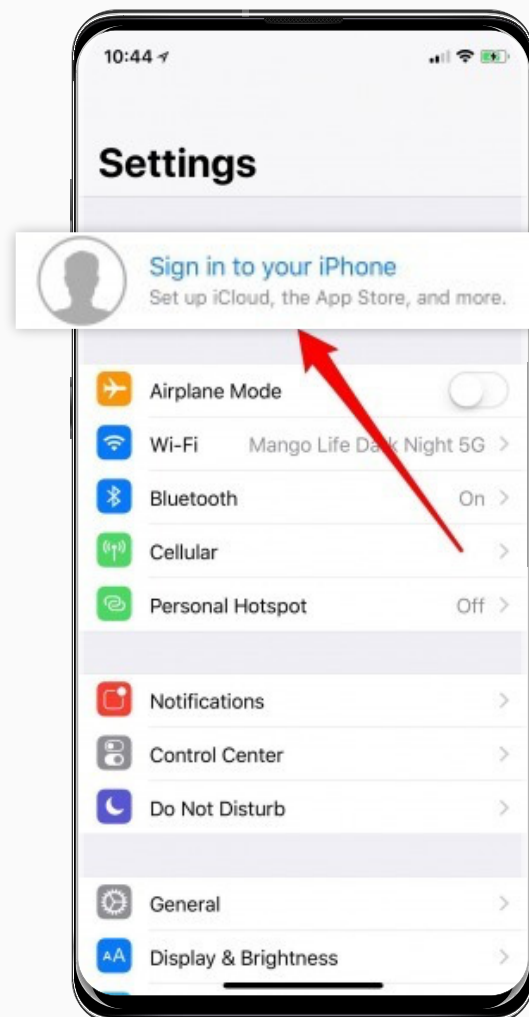 10:44
Settings
Sign in to your iPhone
Set up iCloud, the App Store, and more.
Airplane Mode
Wi-Fi Mango Life Dark Night 5G
Bluetooth On
Cellular
Personal Hotspot Off
Notifications
Control Center
Do Not Disturb
General
AA Display & Brightness